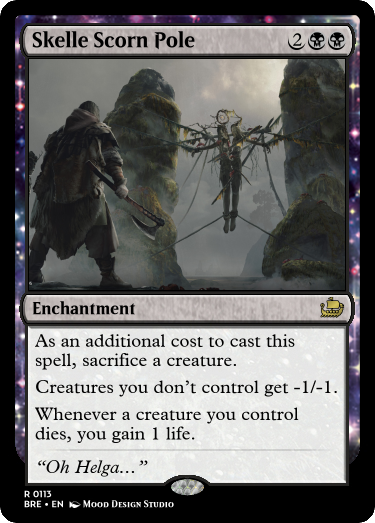 Skelle Scorn Pole 2
Enchantment
As an additional cost to cast this
spell, sacrifice a creature.
Creatures you don’t control get -1/-1.
Whenever a creature you control
dies, you gain 1 life.
“Oh Helga…”
R 0113
BRE • EN Mood Design Studio